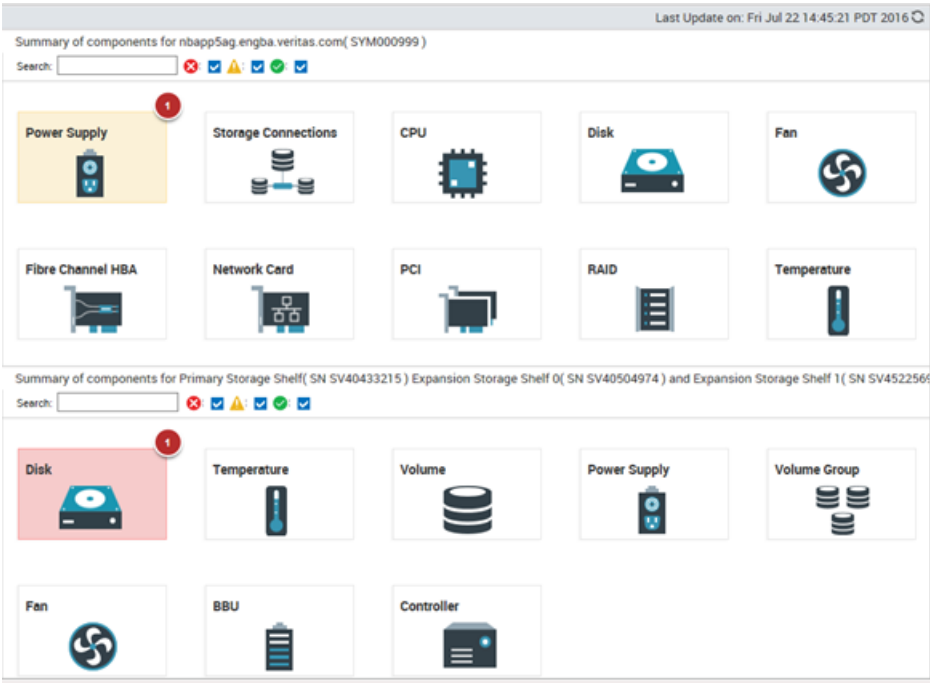 Last Update on: Fri Jul 22 14:45:21 PDT 2016
Summary of components for nbapp5ag.engba.veritas.com( SYM000999 )
Search: : : :
1
Power Supply Storage Connections CPU Disk Fan
Fibre Channel HBA Network Card PCI RAID Temperature
Summary of components for Primary Storage Shelf( SN SV40433215 ) Expansion Storage Shelf 0( SN SV40504974 ) and Expansion Storage Shelf 1( SN SV4522569
Search: : : :
1
Disk Temperature Volume Power Supply Volume Group
Fan BBU Controller